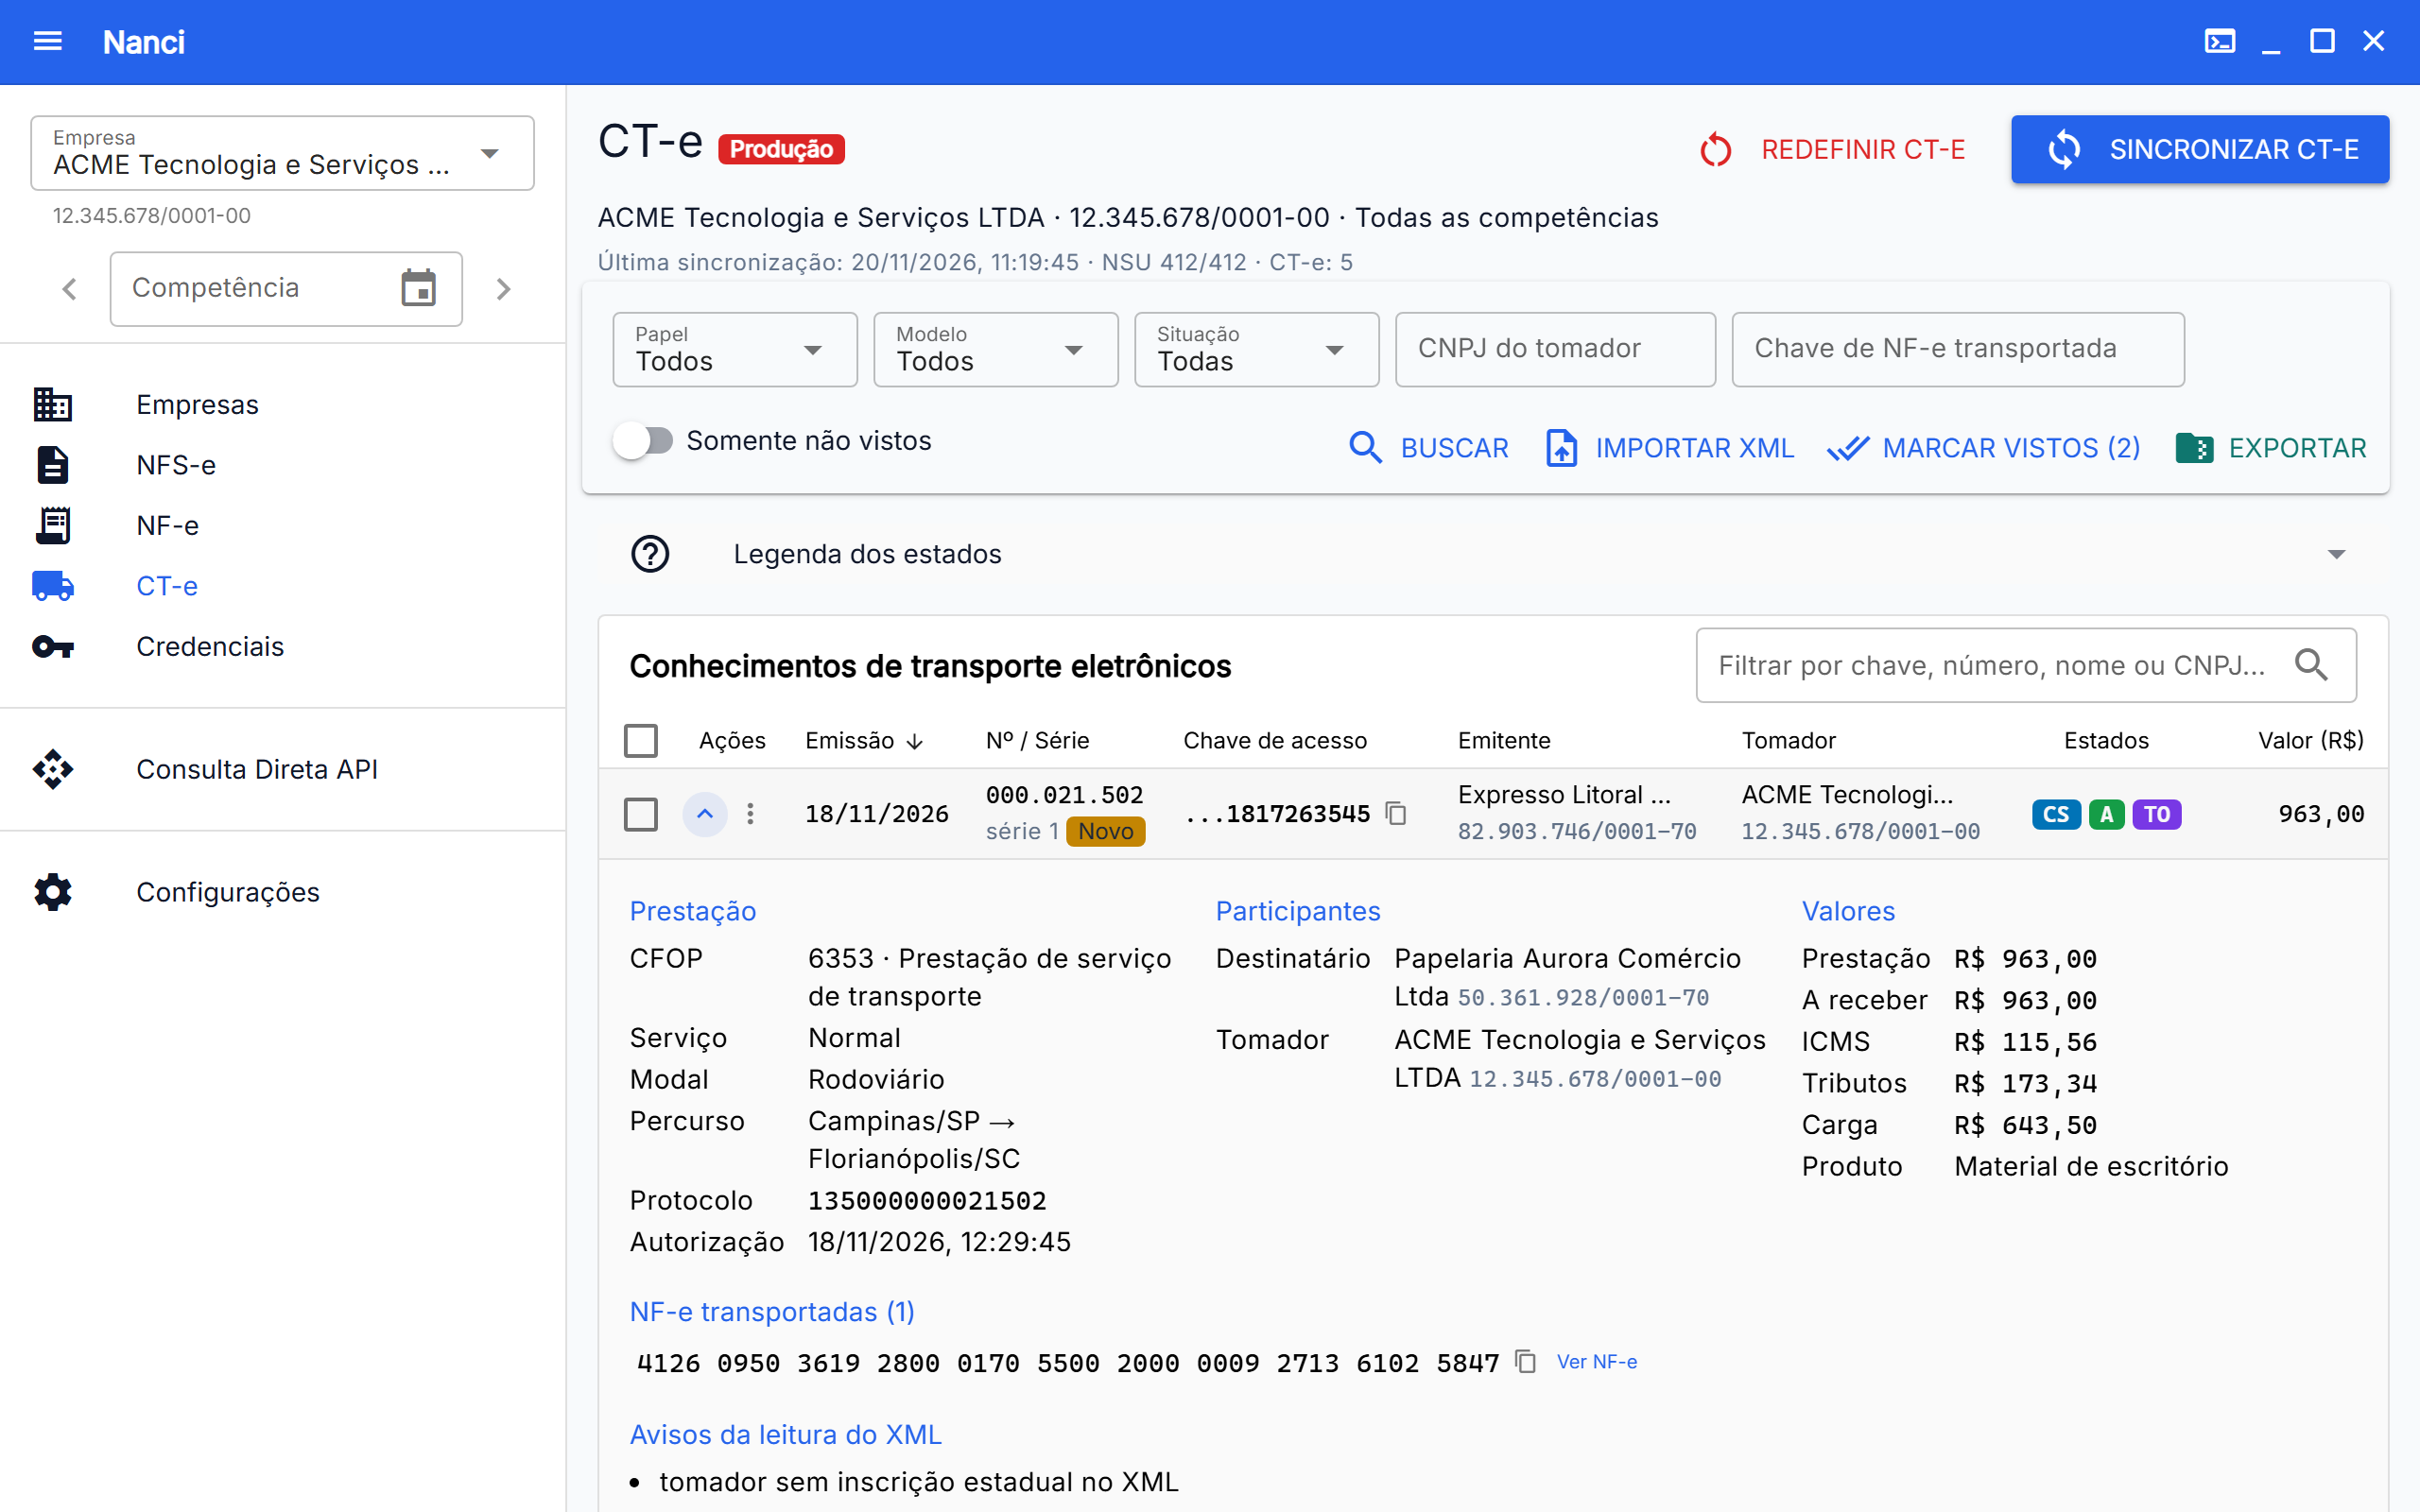 Nanci
Empresa
ACME Tecnologia e Serviços ...
12.345.678/0001-00
Competência
Empresas
NFS-e
NF-e
CT-e
Credenciais
Consulta Direta API
Configurações
CT-e Produção
REDEFINIR CT-E
SINCRONIZAR CT-E
ACME Tecnologia e Serviços LTDA · 12.345.678/0001-00 · Todas as competências
Última sincronização: 20/11/2026, 11:19:45 · NSU 412/412 · CT-e: 5
Papel
Todos
Modelo
Todos
Situação
Todas
CNPJ do tomador
Chave de NF-e transportada
Somente não vistos
BUSCAR
IMPORTAR XML
MARCAR VISTOS (2)
EXPORTAR
Legenda dos estados
Conhecimentos de transporte eletrônicos
Filtrar por chave, número, nome ou CNPJ...
Ações Emissão Nº / Série Chave de acesso Emitente Tomador Estados Valor (R$)
18/11/2026
000.021.502
série 1 Novo
...1817263545
Expresso Litoral ...
82.903.746/0001-70
ACME Tecnologi...
12.345.678/0001-00
CS A TO
963,00
Prestação
CFOP 6353 · Prestação de serviço
de transporte
Serviço Normal
Modal Rodoviário
Percurso Campinas/SP →
Florianópolis/SC
Protocolo 135000000021502
Autorização 18/11/2026, 12:29:45
Participantes
Destinatário Papelaria Aurora Comércio
Ltda 50.361.928/0001-70
Tomador ACME Tecnologia e Serviços
LTDA 12.345.678/0001-00
Valores
Prestação R$ 963,00
A receber R$ 963,00
ICMS R$ 115,56
Tributos R$ 173,34
Carga R$ 643,50
Produto Material de escritório
NF-e transportadas (1)
4126 0950 3619 2800 0170 5500 2000 0009 2713 6102 5847 Ver NF-e
Avisos da leitura do XML
• tomador sem inscrição estadual no XML